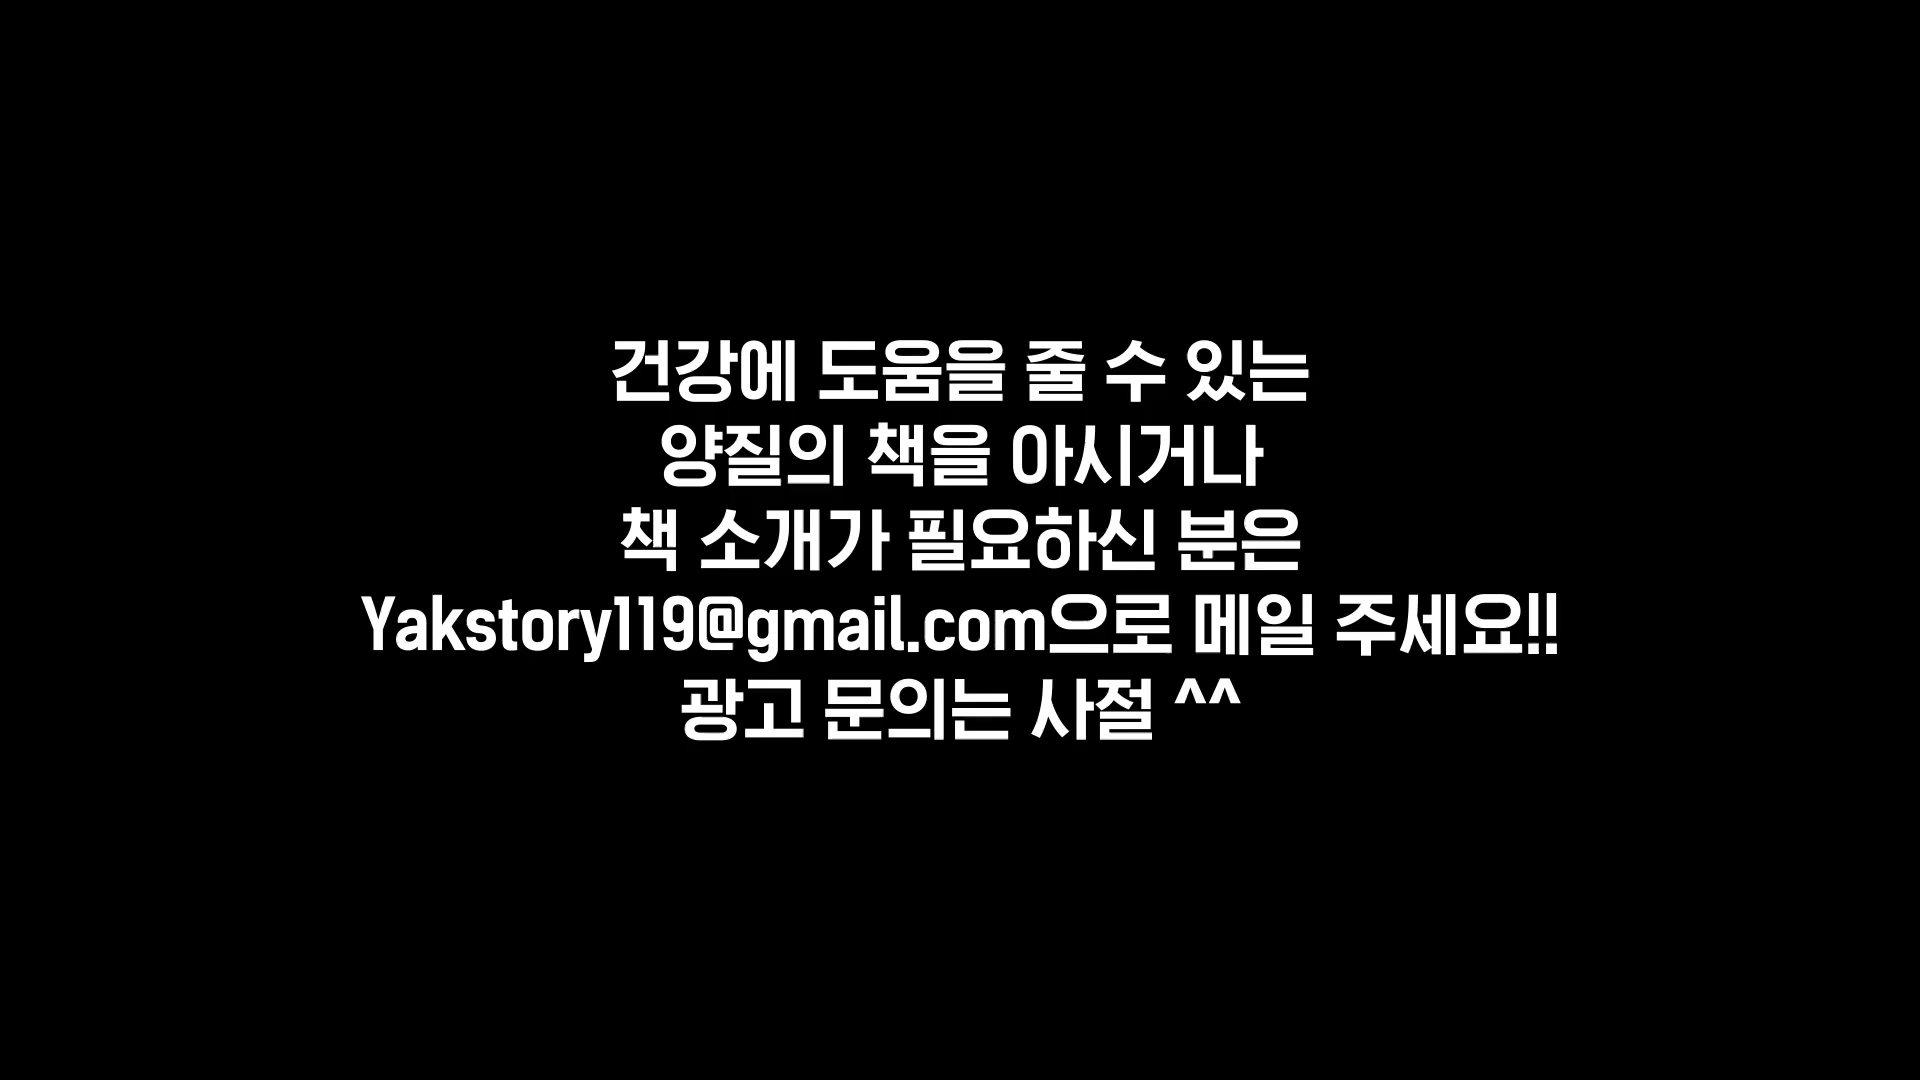 건강에 도움을 줄 수 있는
양질의 책을 아시거나
책 소개가 필요하신 분은
Yakstory119@gmail.com으로 메일 주세요!!
광고 문의는 사절 ^^